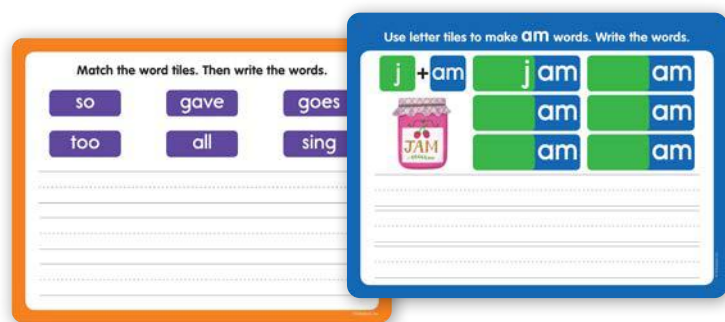 Match the word tiles. Then write the words.
so gave goes
too all sing
Use letter tiles to make am words. Write the words.
j + am j am am
JAM am am
am am